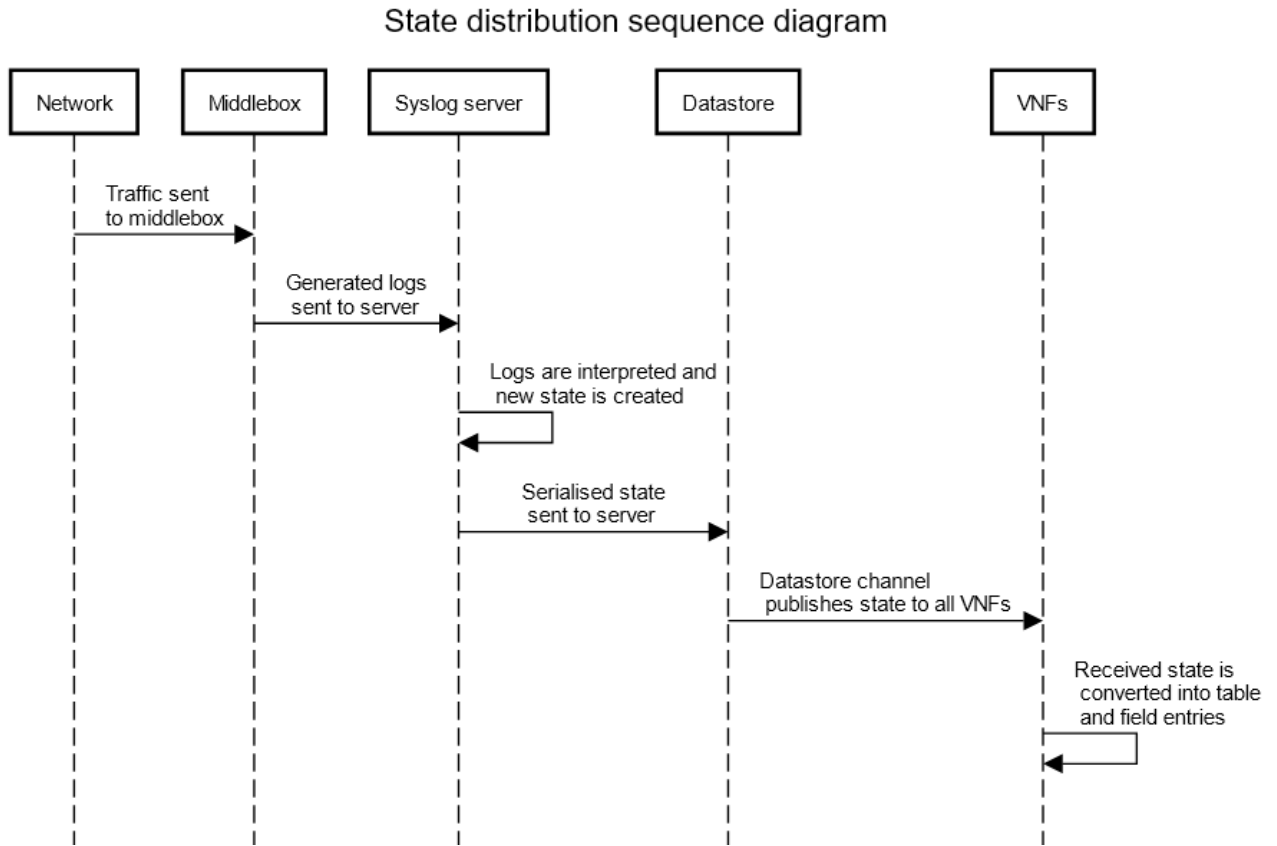 State distribution sequence diagram
Network
Middlebox
Syslog server
Datastore
VNFs
Traffic sent
to middlebox
Generated logs
sent to server
Logs are interpreted and
new state is created
Serialised state
sent to server
Datastore channel
publishes state to all VNFs
Received state is
converted into table
and field entries